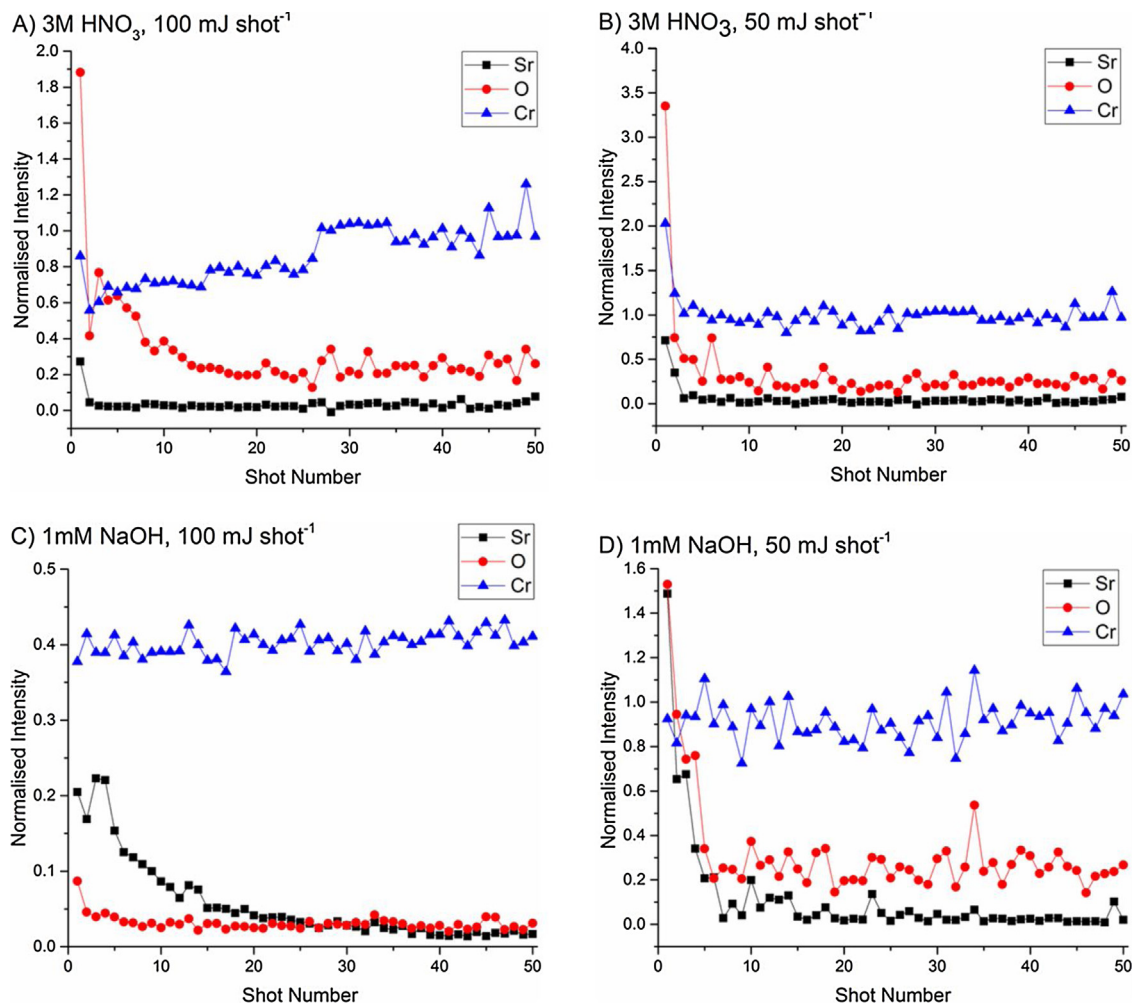 A) 3M HNO3, 100 mJ shot-1
Sr
O
Cr
2.0
1.8
1.6
1.4
1.2
1.0
0.8
0.6
0.4
0.2
0.0
Normalised Intensity
0 10 20 30 40 50
Shot Number
B) 3M HNO3, 50 mJ shot-1
Sr
O
Cr
4.0
3.5
3.0
2.5
2.0
1.5
1.0
0.5
0.0
Normalised Intensity
0 10 20 30 40 50
Shot Number
C) 1mM NaOH, 100 mJ shot-1
Sr
O
Cr
0.5
0.4
0.3
0.2
0.1
0.0
Normalised Intensity
0 10 20 30 40 50
Shot Number
D) 1mM NaOH, 50 mJ shot-1
Sr
O
Cr
1.6
1.4
1.2
1.0
0.8
0.6
0.4
0.2
0.0
Normalised Intensity
0 10 20 30 40 50
Shot Number